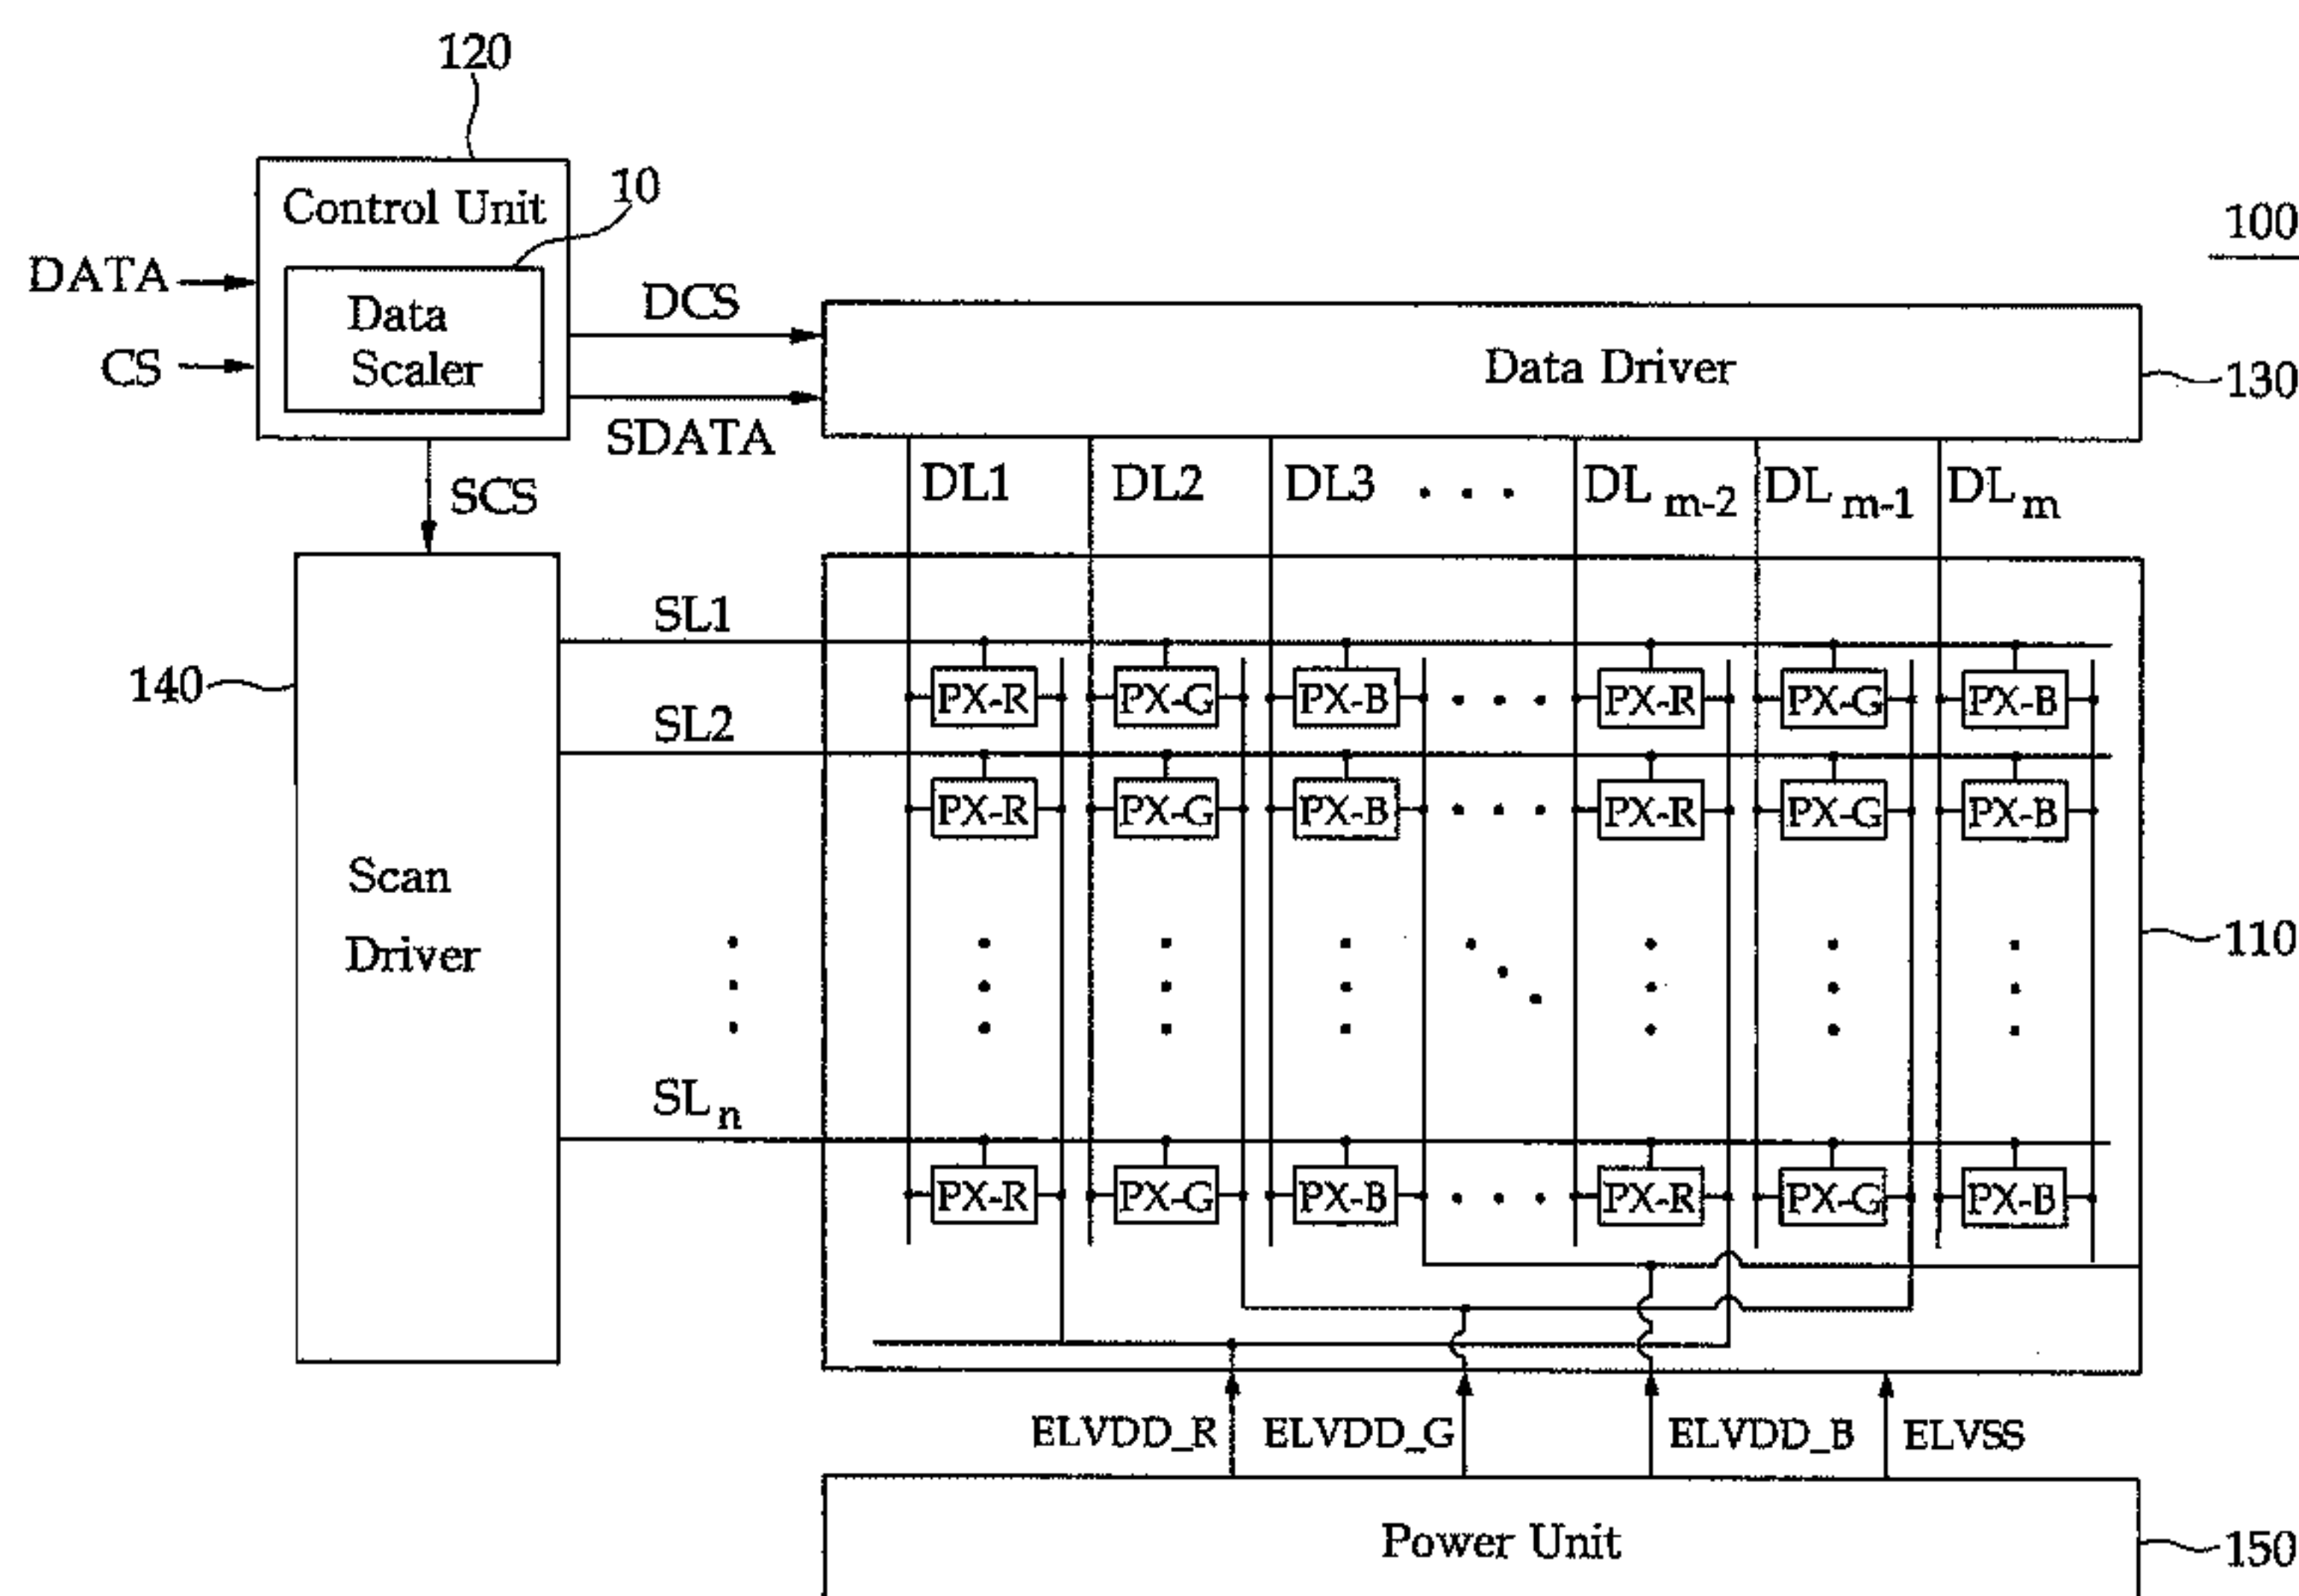 120
Control Unit
10
100
DATA
Data
Scaler
CS
DCS
SDATA
Data Driver
130
SCS
DL1 DL2 DL3 . . . DL m-2 DL m-1 DL m
140
Scan
Driver
SL1
PX-R PX-G PX-B . . . PX-R PX-G PX-B
SL2
PX-R PX-G PX-B . . . PX-R PX-G PX-B
110
SL n
PX-R PX-G PX-B . . . PX-R PX-G PX-B
ELVDD_R ELVDD_G ELVDD_B ELVSS
Power Unit
150